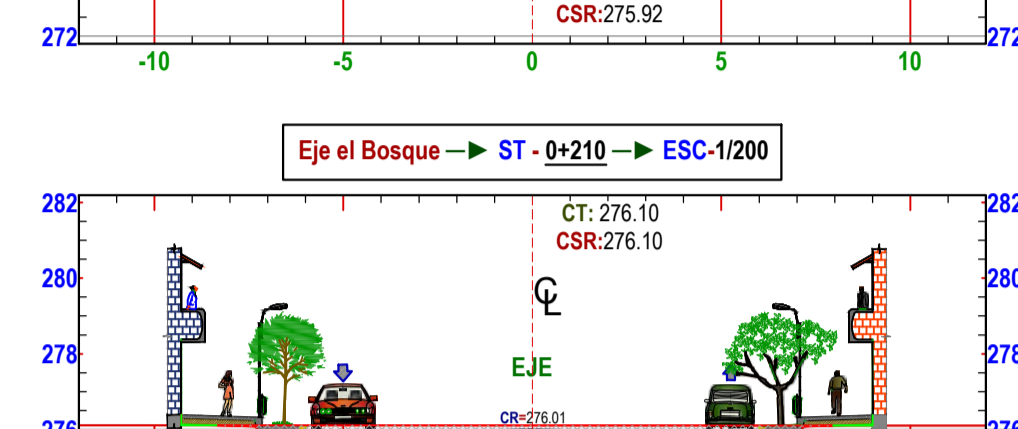 CSR:275.92
272 272
-10 -5 0 5 10
Eje el Bosque ST - 0+210 ESC-1/200
282 282
CT: 276.10
CSR:276.10
280 280
℄
278 278
EJE
CR=276.01
276 276